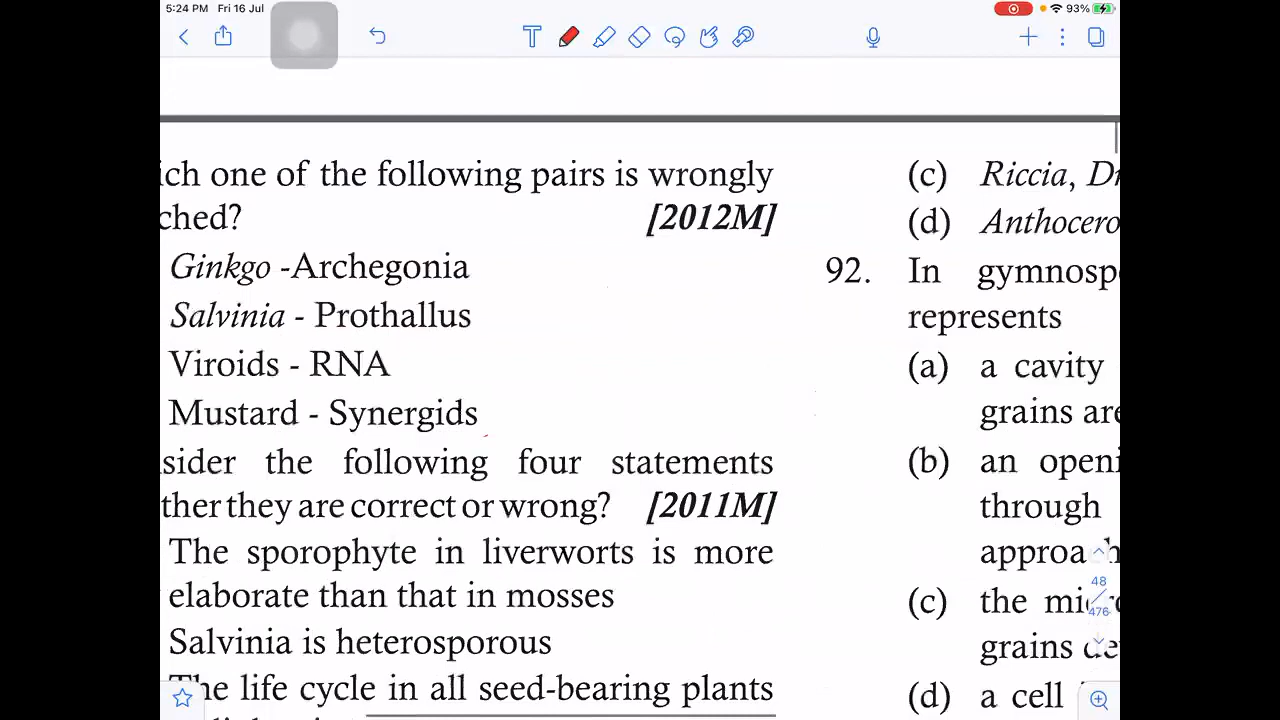 5:24 PM Fri 16 Jul
93%
T
ich one of the following pairs is wrongly
ched? [2012M]
Ginkgo -Archegonia
Salvinia - Prothallus
Viroids - RNA
Mustard - Synergids
sider the following four statements
ther they are correct or wrong? [2011M]
The sporophyte in liverworts is more
elaborate than that in mosses
Salvinia is heterosporous
The life cycle in all seed-bearing plants
(c) Riccia, Dr
(d) Anthocero
92. In gymnospe
represents
(a) a cavity
grains are
(b) an openi
through
approa h
(c) the mic
grains de
(d) a cell
48
476